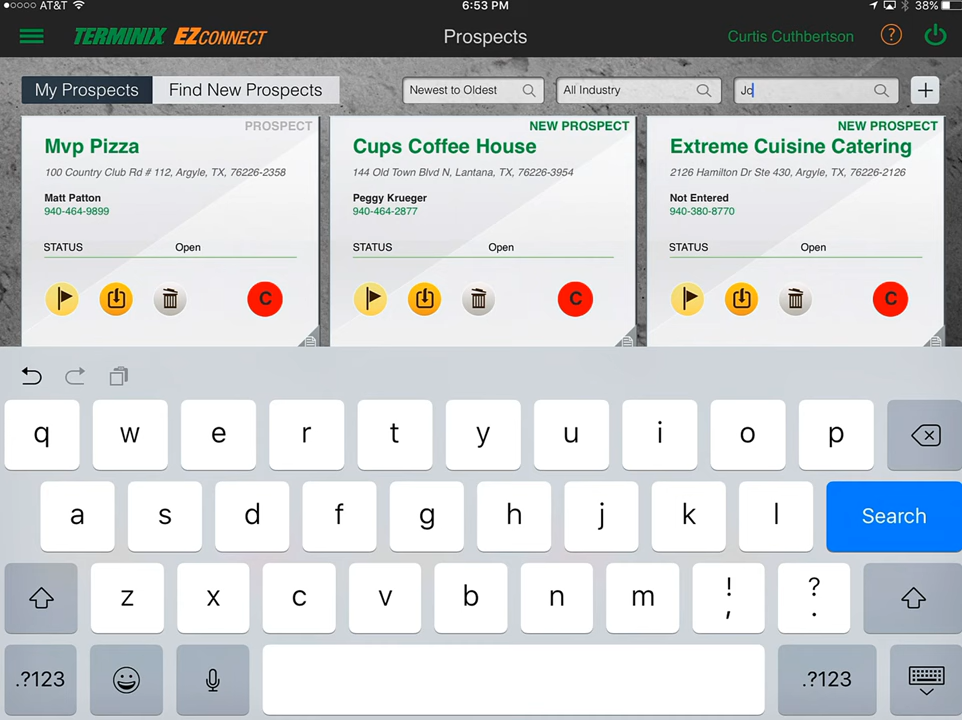 AT&T 6:53 PM 38%
TERMINIX EZCONNECT Prospects Curtis Cuthbertson ?
My Prospects Find New Prospects Newest to Oldest All Industry Jo +
PROSPECT
Mvp Pizza
100 Country Club Rd # 112, Argyle, TX, 76226-2358
Matt Patton
940-464-9899
STATUS Open
C
NEW PROSPECT
Cups Coffee House
144 Old Town Blvd N, Lantana, TX, 76226-3954
Peggy Krueger
940-464-2877
STATUS Open
C
NEW PROSPECT
Extreme Cuisine Catering
2126 Hamilton Dr Ste 430, Argyle, TX, 76226-2126
Not Entered
940-380-8770
STATUS Open
C
q w e r t y u i o p
a s d f g h j k l Search
z x c v b n m ! , ? .
.?123 .?123